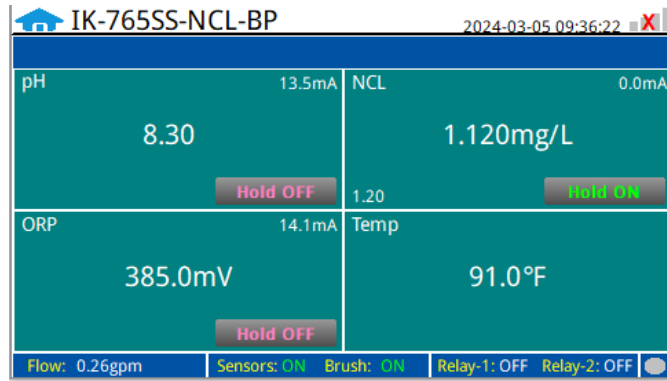 IK-765SS-NCL-BP 2024-03-05 09:36:22 X
pH 13.5mA
8.30
Hold OFF
NCL 0.0mA
1.120mg/L
1.20 Hold ON
ORP 14.1mA
385.0mV
Hold OFF
Temp
91.0°F
Flow: 0.26gpm Sensors: ON Brush: ON Relay-1: OFF Relay-2: OFF